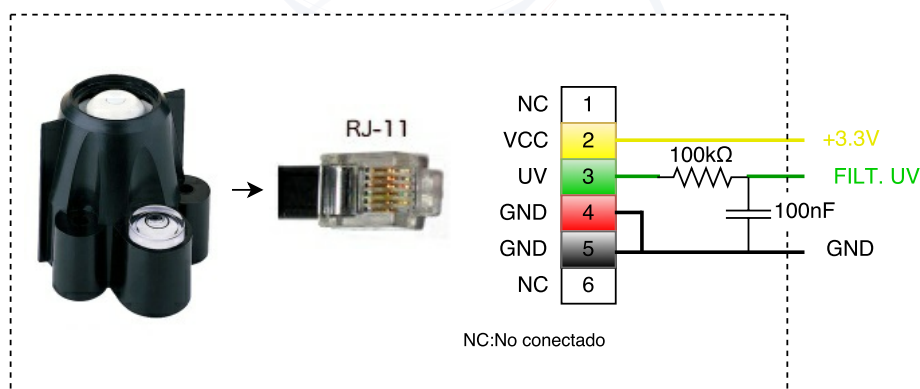 RJ-11
NC 1
VCC 2 +3.3V
100kΩ
UV 3 FILT. UV
GND 4
100nF
GND 5 GND
NC 6
NC:No conectado